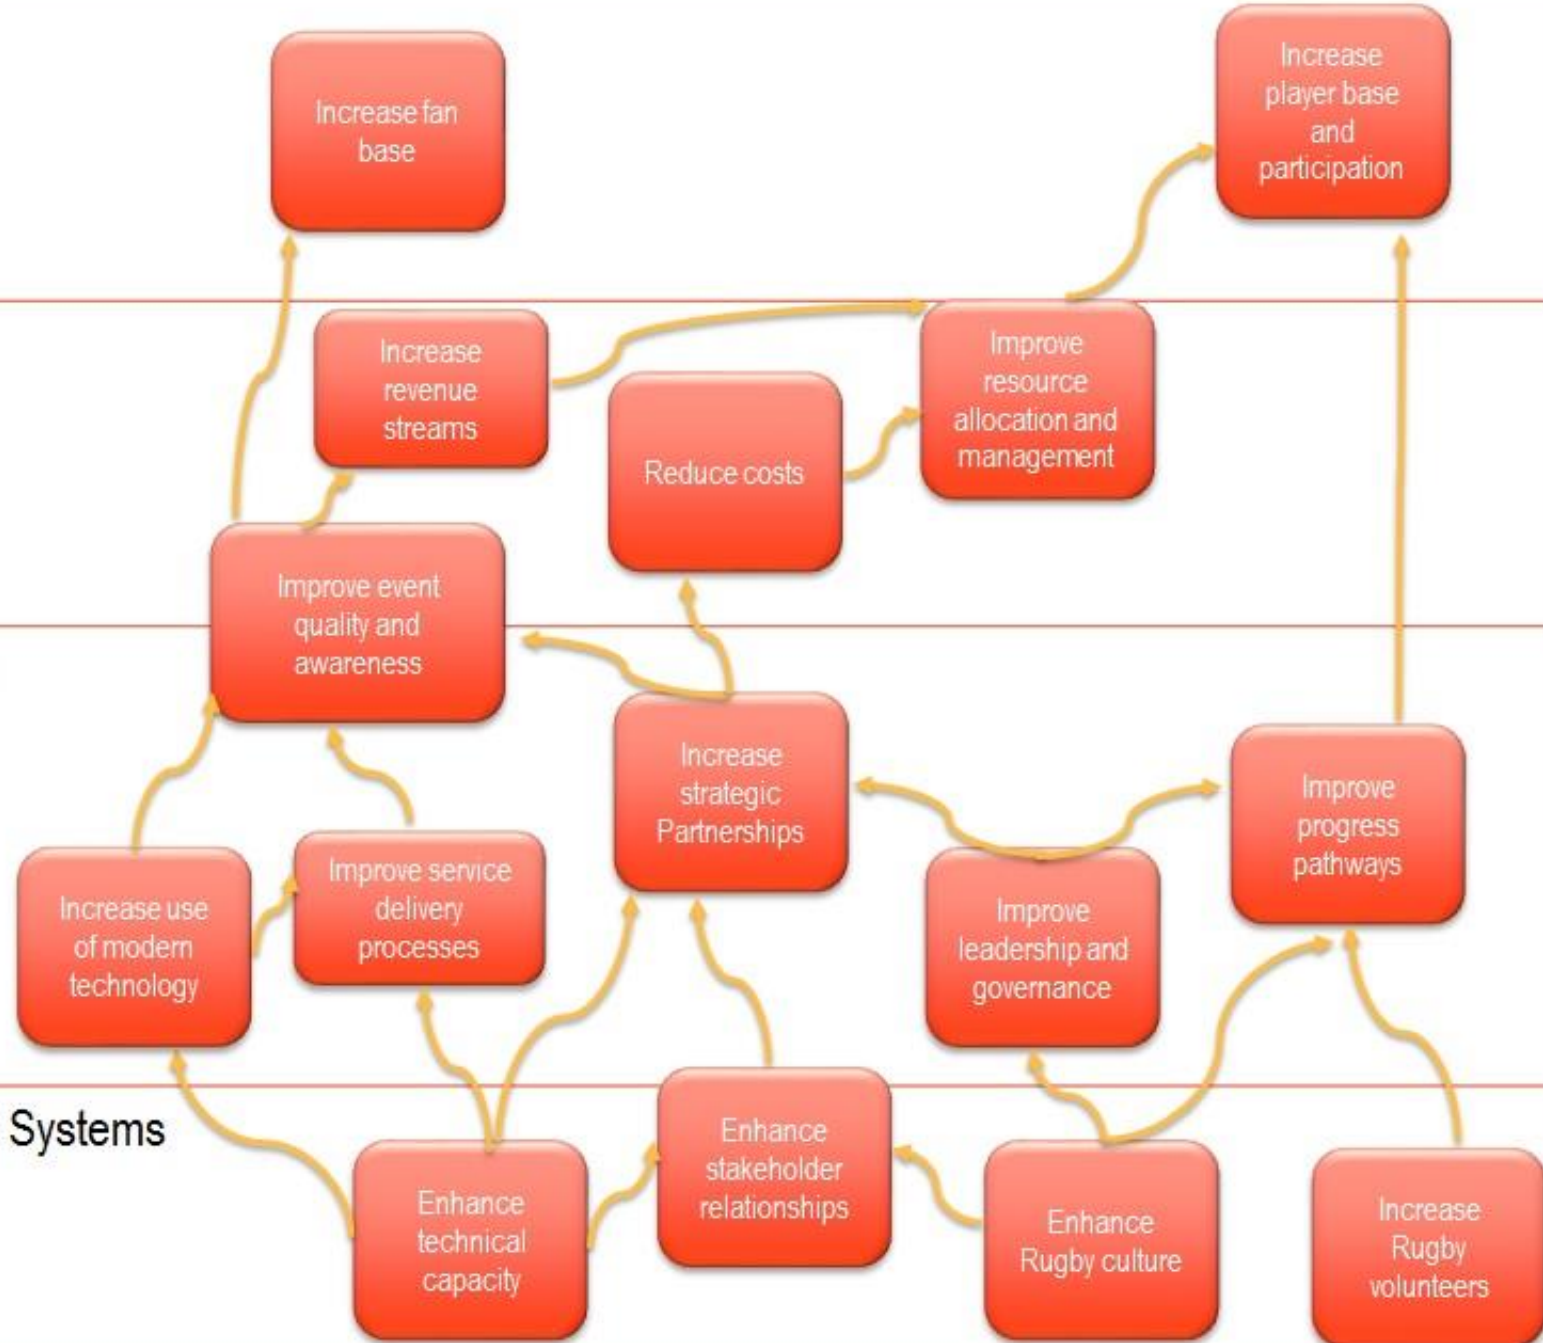 Increase fan
base
Increase
player base
and
participation
Increase
revenue
streams
Reduce costs
Improve
resource
allocation and
management
Improve event
quality and
awareness
Increase
strategic
Partnerships
Improve
progress
pathways
Increase use
of modern
technology
Improve service
delivery
processes
Improve
leadership and
governance
Systems
Enhance
technical
capacity
Enhance
stakeholder
relationships
Enhance
Rugby culture
Increase
Rugby
volunteers